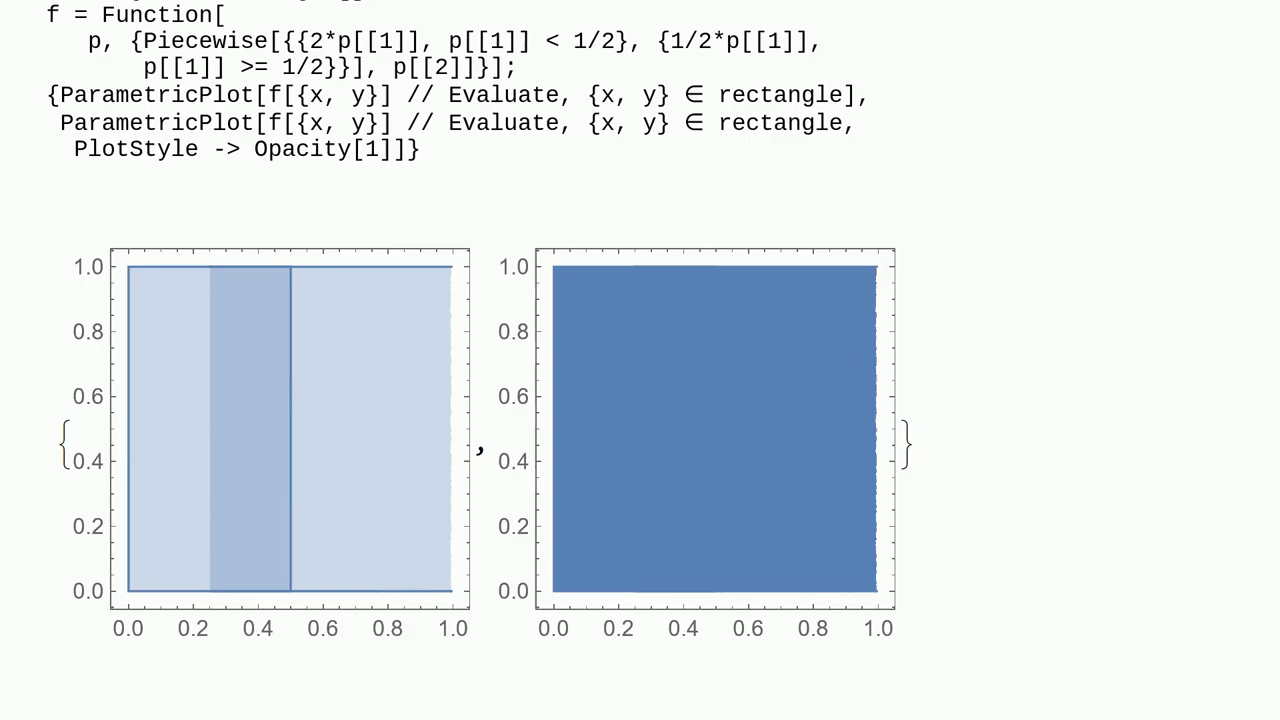 f = Function[
p, {Piecewise[{{2*p[[1]], p[[1]] < 1/2}, {1/2*p[[1]],
p[[1]] >= 1/2}}], p[[2]]}];
{ParametricPlot[f[{x, y}] // Evaluate, {x, y} ∈ rectangle],
ParametricPlot[f[{x, y}] // Evaluate, {x, y} ∈ rectangle,
PlotStyle -> Opacity[1]]}
{
1.0
0.8
0.6
0.4
0.2
0.0
0.0 0.2 0.4 0.6 0.8 1.0
,
1.0
0.8
0.6
0.4
0.2
0.0
0.0 0.2 0.4 0.6 0.8 1.0
}